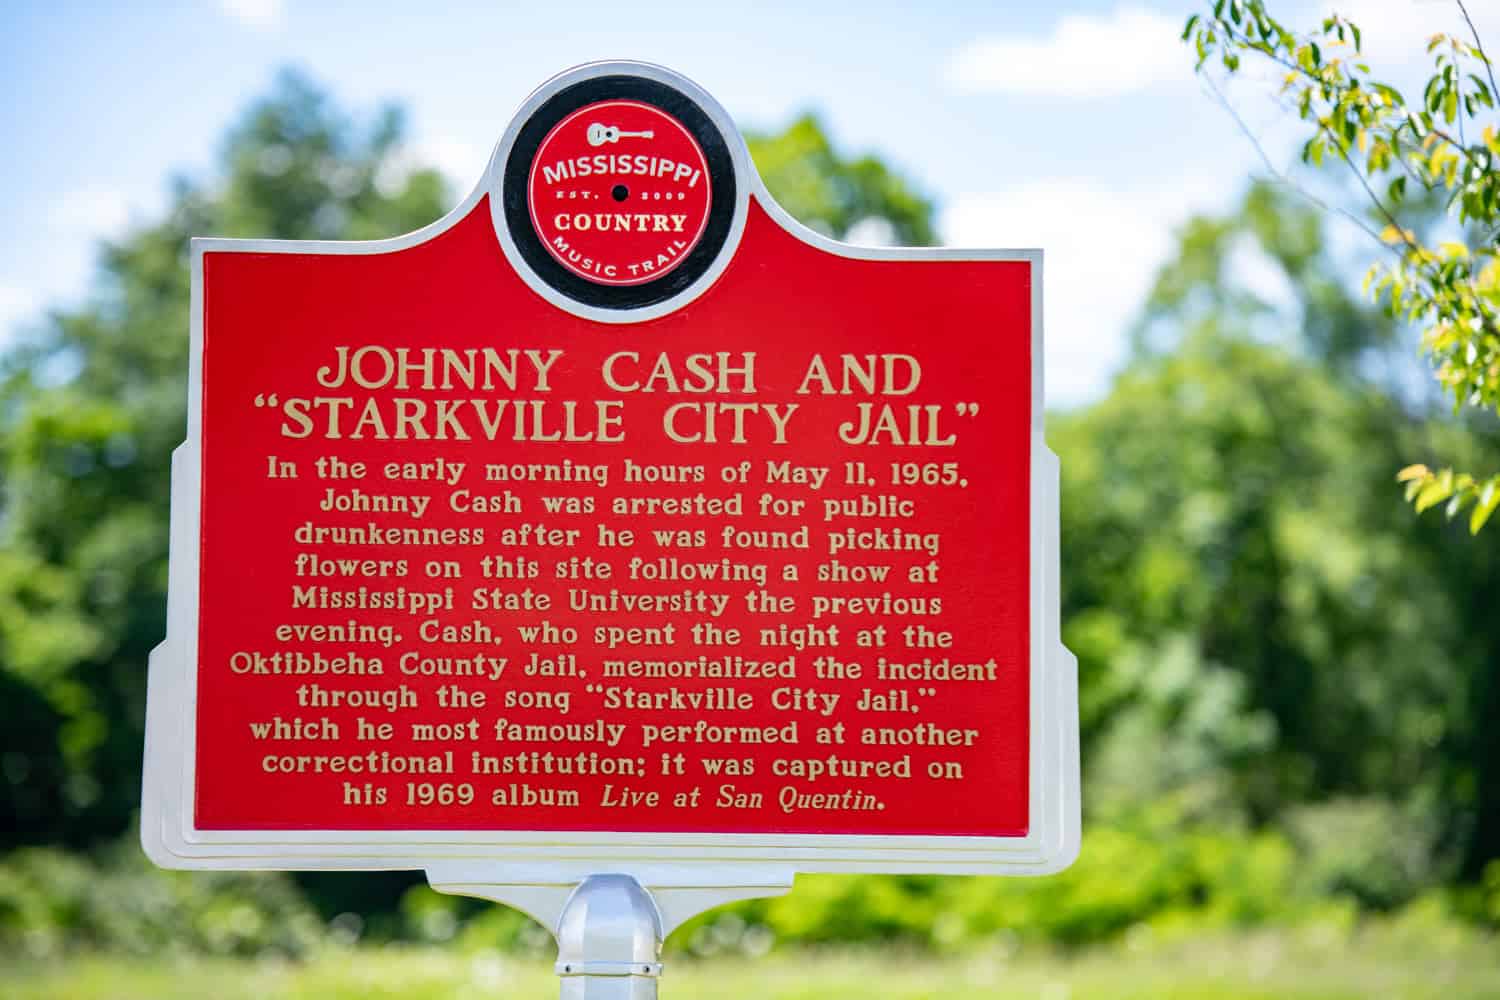 MISSISSIPPI
EST. 2009
COUNTRY
MUSIC TRAIL
JOHNNY CASH AND
“STARKVILLE CITY JAIL”
In the early morning hours of May 11, 1965,
Johnny Cash was arrested for public
drunkenness after he was found picking
flowers on this site following a show at
Mississippi State University the previous
evening. Cash, who spent the night at the
Oktibbeha County Jail, memorialized the incident
through the song “Starkville City Jail,”
which he most famously performed at another
correctional institution; it was captured on
his 1969 album Live at San Quentin.